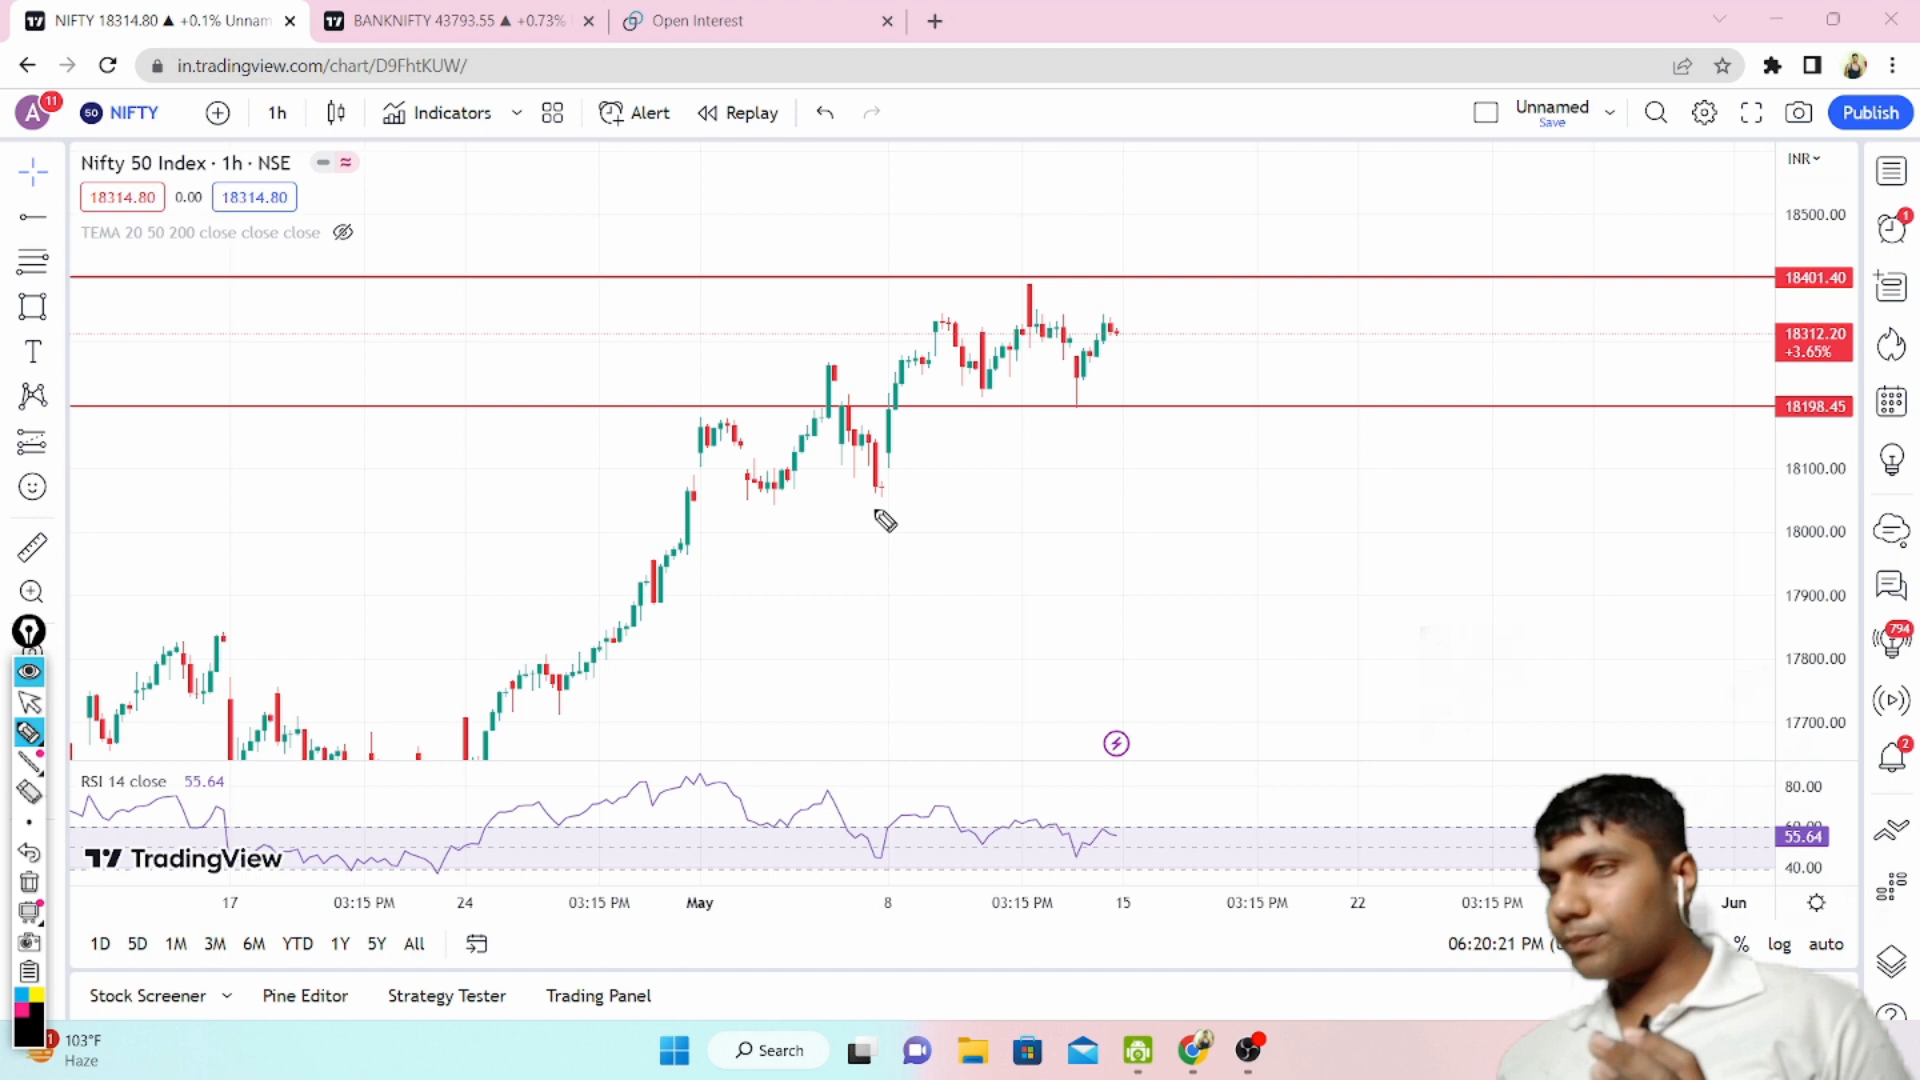 NIFTY 18314.80 ▲ +0.1% Unnam
BANKNIFTY 43793.55 ▲ +0.73%
Open Interest
in.tradingview.com/chart/D9FhtKUW/
A 11
50 NIFTY
1h
Indicators
Alert
Replay
Unnamed
Save
Publish
Nifty 50 Index · 1h · NSE
INR
18314.80 0.00 18314.80
TEMA 20 50 200 close close close
18500.00
1
18401.40
18312.20
+3.65%
18198.45
18100.00
18000.00
17900.00
794
17800.00
17700.00
2
RSI 14 close 55.64
80.00
55.64
40.00
TradingView
17 03:15 PM 24 03:15 PM May 8 03:15 PM 15 03:15 PM 22 03:15 PM Jun
1D 5D 1M 3M 6M YTD 1Y 5Y All
06:20:21 PM
% log auto
Stock Screener Pine Editor Strategy Tester Trading Panel
1
103°F
Haze
Search